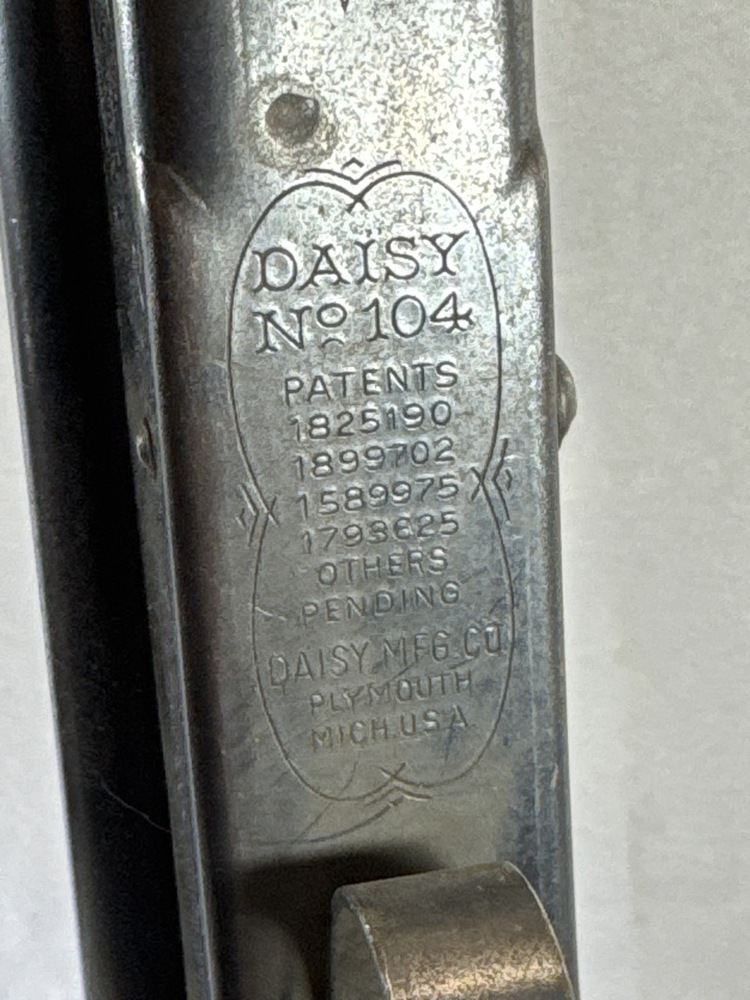 DAISY
No 104
PATENTS
1825190
1899702
1589975
1793625
OTHERS
PENDING
DAISY MFG. CO
PLYMOUTH
MICH. U.S.A.